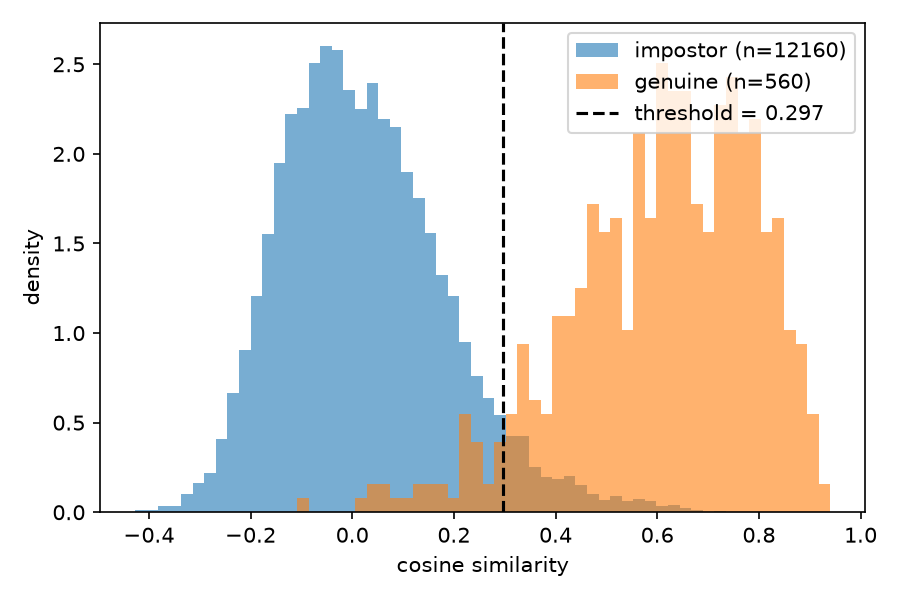 impostor (n=12160)
genuine (n=560)
threshold = 0.297
density
2.5
2.0
1.5
1.0
0.5
0.0
−0.4 −0.2 0.0 0.2 0.4 0.6 0.8 1.0
cosine similarity